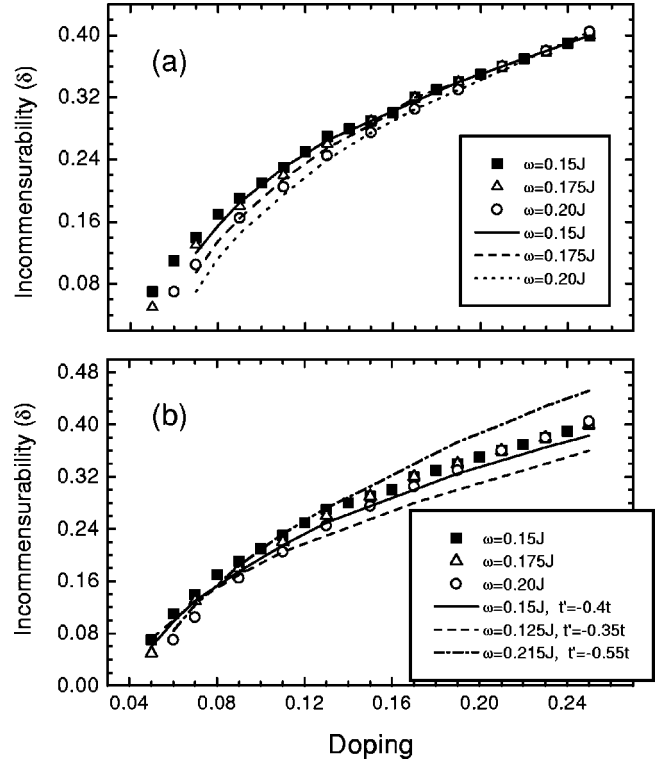 (a)
0.40
0.32
0.24
0.16
0.08
Incommensurability (δ)
ω=0.15J
ω=0.175J
ω=0.20J
ω=0.15J
ω=0.175J
ω=0.20J
(b)
0.48
0.40
0.32
0.24
0.16
0.08
0.00
Incommensurability (δ)
ω=0.15J
ω=0.175J
ω=0.20J
ω=0.15J, t'=-0.4t
ω=0.125J, t'=-0.35t
ω=0.215J, t'=-0.55t
0.04 0.08 0.12 0.16 0.20 0.24
Doping